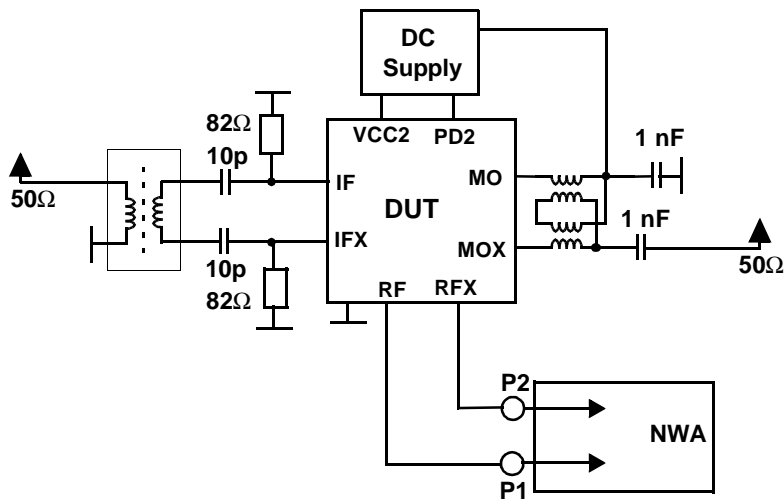 DC
Supply
82Ω
VCC2
PD2
1 nF
10p
IF
MO
50Ω
DUT
1 nF
IFX
MOX
10p
RF
RFX
50Ω
82Ω
P2
NWA
P1